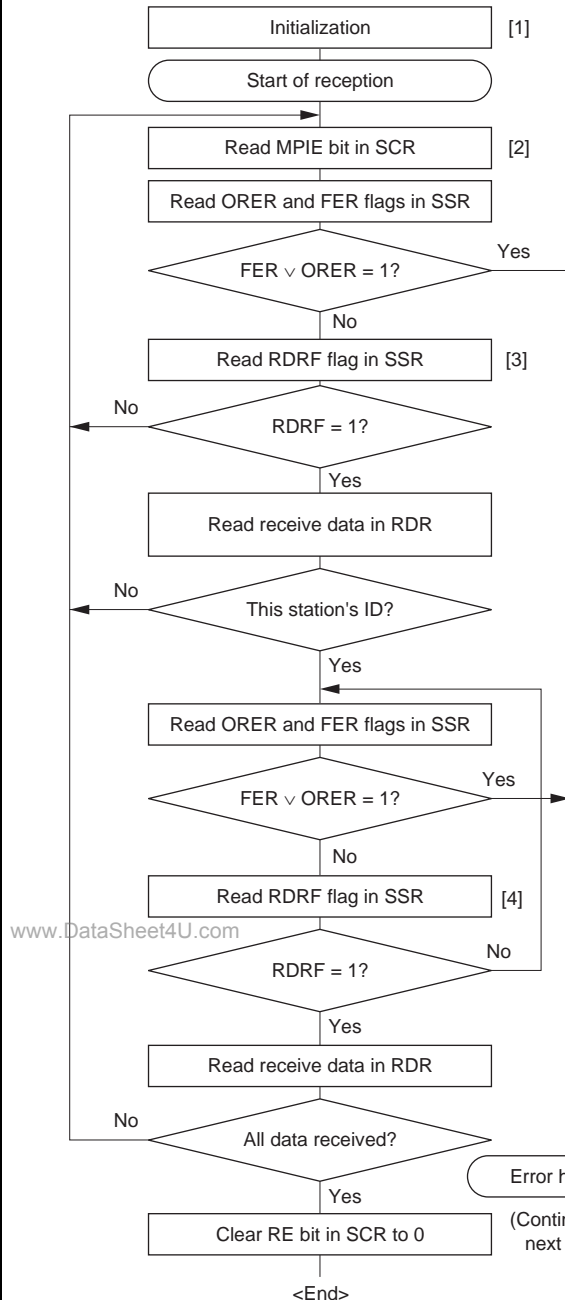 Initialization
[1]
Start of reception
Read MPIE bit in SCR
[2]
Read ORER and FER flags in SSR
FER ∨ ORER = 1?
Yes
No
Read RDRF flag in SSR
[3]
No
RDRF = 1?
Yes
Read receive data in RDR
No
This station's ID?
Yes
Read ORER and FER flags in SSR
FER ∨ ORER = 1?
Yes
No
Read RDRF flag in SSR
[4]
www.DataSheet4U.com
RDRF = 1?
No
Yes
Read receive data in RDR
No
All data received?
Error
Yes
Clear RE bit in SCR to 0
next
<End>